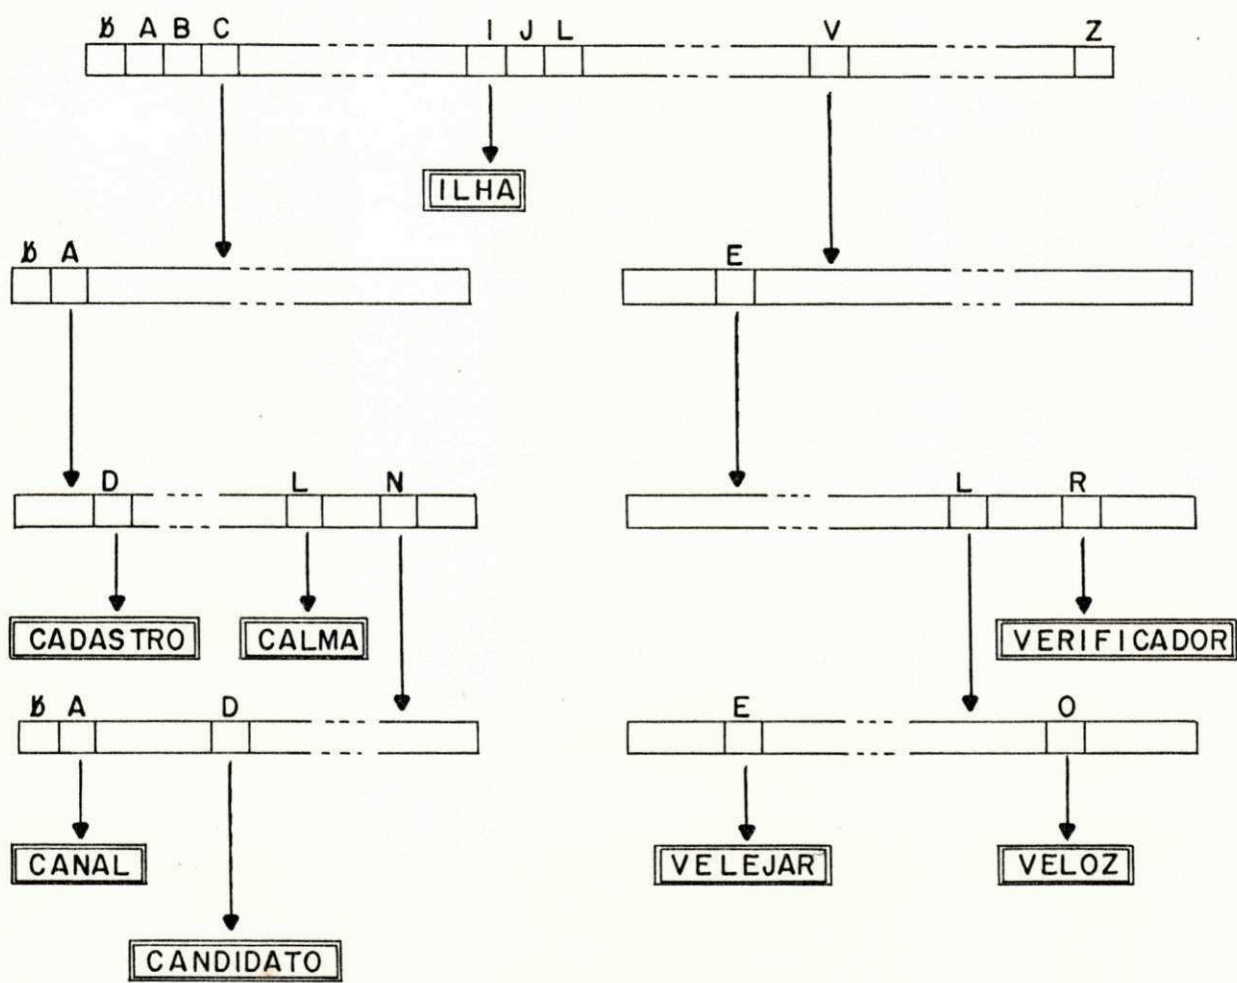 ƀ A B C I J L V Z
ILHA
ƀ A E
D L N L R
CADASTRO CALMA VERIFICADOR
ƀ A D E O
CANAL VELEJAR VELOZ
CANDIDATO